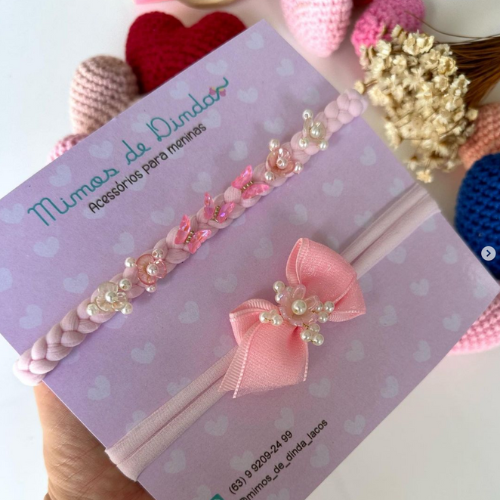 Mimos de Dinda
Acessórios para meninas
(63) 9 9209-24 99
@mimos_de_dinda_lacos